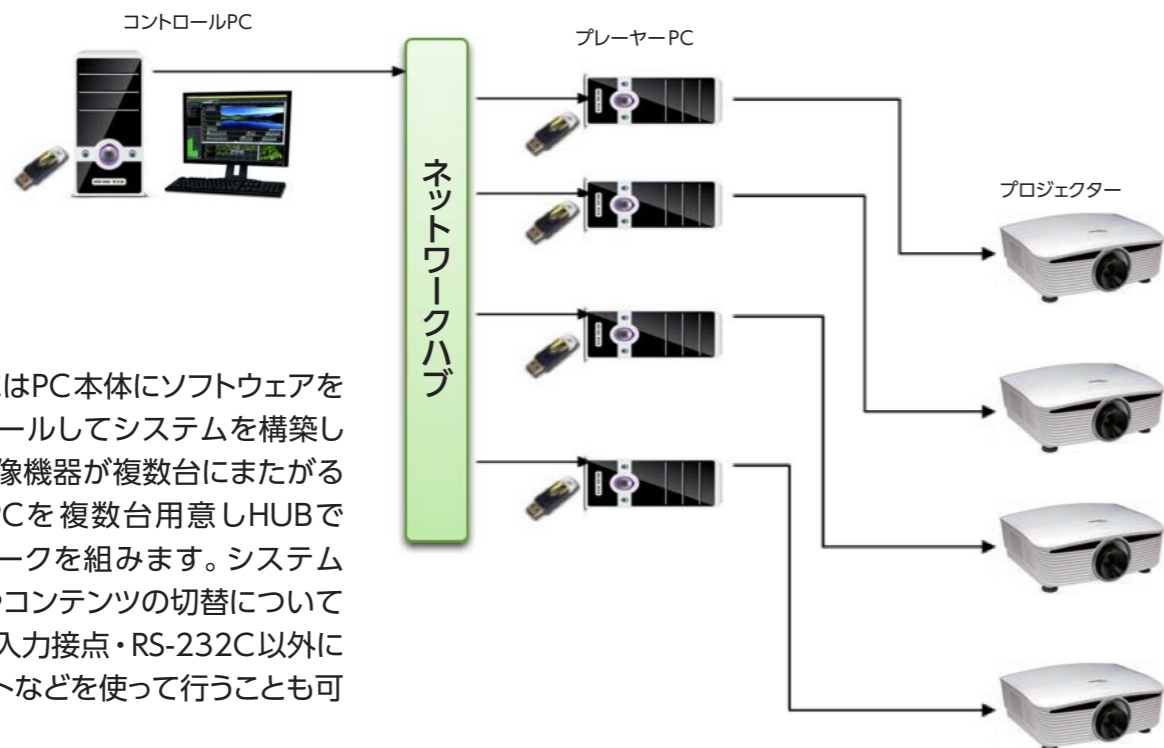 コントロールPC
プレーヤーPC
ネットワークハブ
プロジェクター
はPC本体にソフトウェアを
ールしてシステムを構築し
像機器が複数台にまたがる
PCを複数台用意しHUBで
ークを組みます。システム
コンテンツの切替について
入力接点・RS-232C以外に
トなどを使って行うことも可